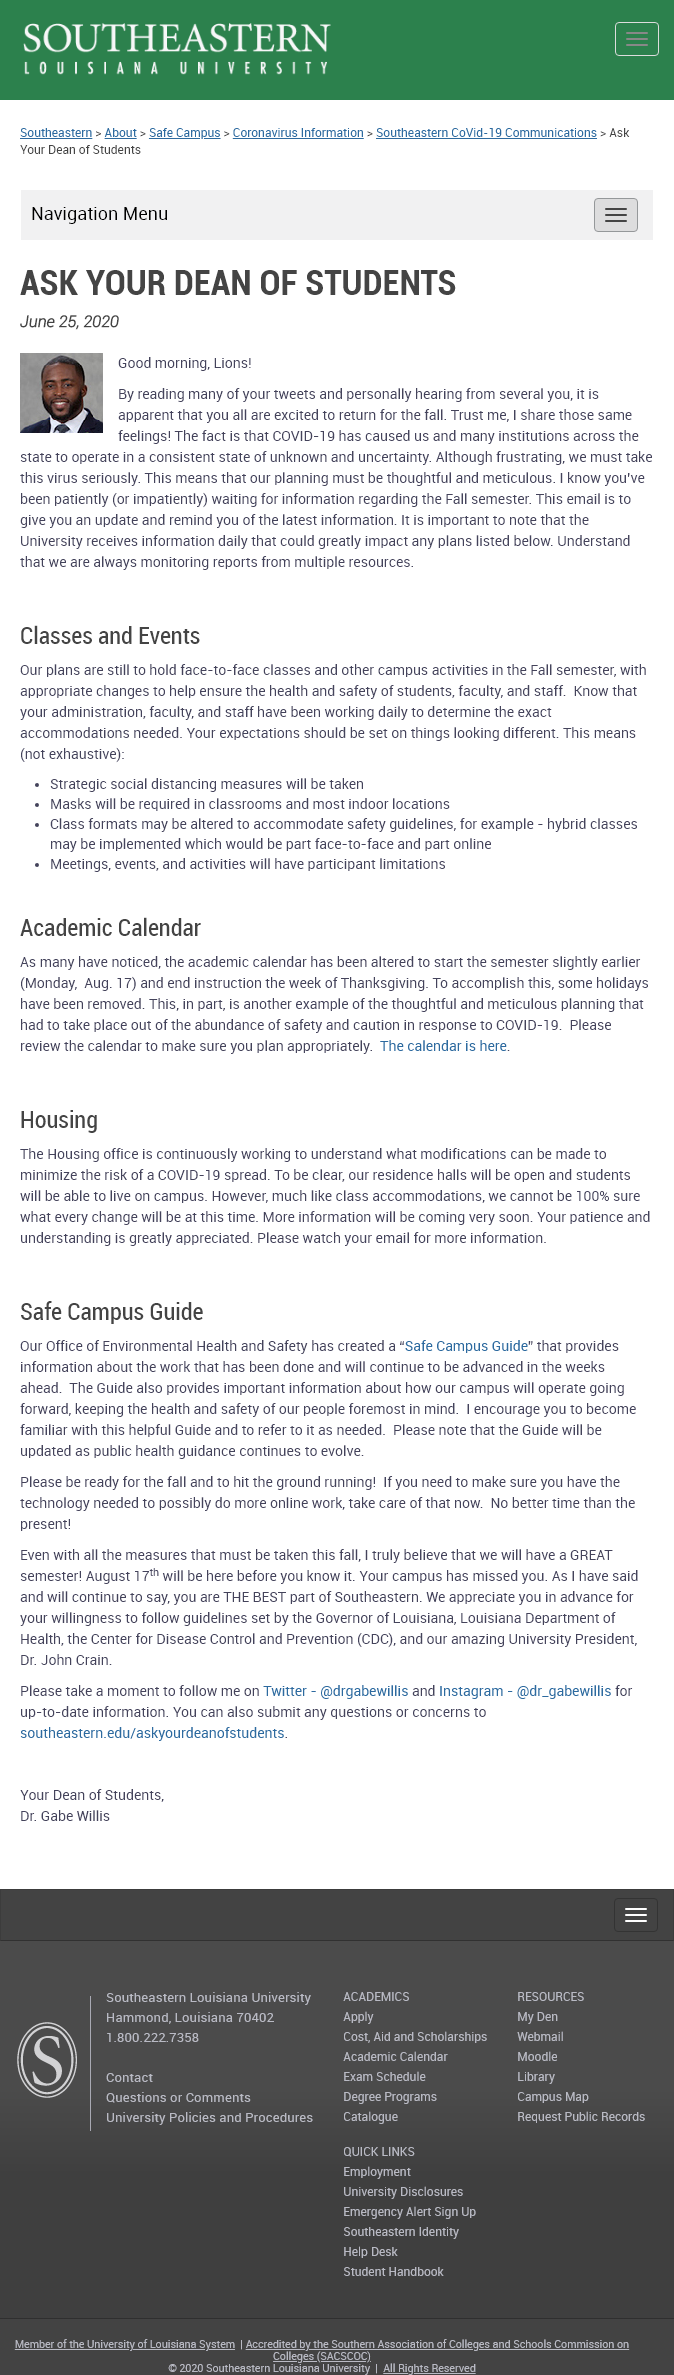 SOUTHEASTERN
LOUISIANA UNIVERSITY
Southeastern > About > Safe Campus > Coronavirus Information > Southeastern CoVid-19 Communications > Ask
Your Dean of Students
Navigation Menu
ASK YOUR DEAN OF STUDENTS
June 25, 2020
Good morning, Lions!
By reading many of your tweets and personally hearing from several you, it is
apparent that you all are excited to return for the fall. Trust me, I share those same
feelings! The fact is that COVID-19 has caused us and many institutions across the
state to operate in a consistent state of unknown and uncertainty. Although frustrating, we must take
this virus seriously. This means that our planning must be thoughtful and meticulous. I know you've
been patiently (or impatiently) waiting for information regarding the Fall semester. This email is to
give you an update and remind you of the latest information. It is important to note that the
University receives information daily that could greatly impact any plans listed below. Understand
that we are always monitoring reports from multiple resources.
Classes and Events
Our plans are still to hold face-to-face classes and other campus activities in the Fall semester, with
appropriate changes to help ensure the health and safety of students, faculty, and staff.  Know that
your administration, faculty, and staff have been working daily to determine the exact
accommodations needed. Your expectations should be set on things looking different. This means
(not exhaustive):
• Strategic social distancing measures will be taken
• Masks will be required in classrooms and most indoor locations
• Class formats may be altered to accommodate safety guidelines, for example - hybrid classes
may be implemented which would be part face-to-face and part online
• Meetings, events, and activities will have participant limitations
Academic Calendar
As many have noticed, the academic calendar has been altered to start the semester slightly earlier
(Monday,  Aug. 17) and end instruction the week of Thanksgiving. To accomplish this, some holidays
have been removed. This, in part, is another example of the thoughtful and meticulous planning that
had to take place out of the abundance of safety and caution in response to COVID-19.  Please
review the calendar to make sure you plan appropriately.  The calendar is here.
Housing
The Housing office is continuously working to understand what modifications can be made to
minimize the risk of a COVID-19 spread. To be clear, our residence halls will be open and students
will be able to live on campus. However, much like class accommodations, we cannot be 100% sure
what every change will be at this time. More information will be coming very soon. Your patience and
understanding is greatly appreciated. Please watch your email for more information.
Safe Campus Guide
Our Office of Environmental Health and Safety has created a “Safe Campus Guide” that provides
information about the work that has been done and will continue to be advanced in the weeks
ahead.  The Guide also provides important information about how our campus will operate going
forward, keeping the health and safety of our people foremost in mind.  I encourage you to become
familiar with this helpful Guide and to refer to it as needed.  Please note that the Guide will be
updated as public health guidance continues to evolve.
Please be ready for the fall and to hit the ground running!  If you need to make sure you have the
technology needed to possibly do more online work, take care of that now.  No better time than the
present!
Even with all the measures that must be taken this fall, I truly believe that we will have a GREAT
semester! August 17th will be here before you know it. Your campus has missed you. As I have said
and will continue to say, you are THE BEST part of Southeastern. We appreciate you in advance for
your willingness to follow guidelines set by the Governor of Louisiana, Louisiana Department of
Health, the Center for Disease Control and Prevention (CDC), and our amazing University President,
Dr. John Crain.
Please take a moment to follow me on Twitter - @drgabewillis and Instagram - @dr_gabewillis for
up-to-date information. You can also submit any questions or concerns to
southeastern.edu/askyourdeanofstudents.
Your Dean of Students,
Dr. Gabe Willis
S
Southeastern Louisiana University
Hammond, Louisiana 70402
1.800.222.7358
Contact
Questions or Comments
University Policies and Procedures
ACADEMICS
Apply
Cost, Aid and Scholarships
Academic Calendar
Exam Schedule
Degree Programs
Catalogue
QUICK LINKS
Employment
University Disclosures
Emergency Alert Sign Up
Southeastern Identity
Help Desk
Student Handbook
RESOURCES
My Den
Webmail
Moodle
Library
Campus Map
Request Public Records
Member of the University of Louisiana System | Accredited by the Southern Association of Colleges and Schools Commission on
Colleges (SACSCOC)
© 2020 Southeastern Louisiana University | All Rights Reserved